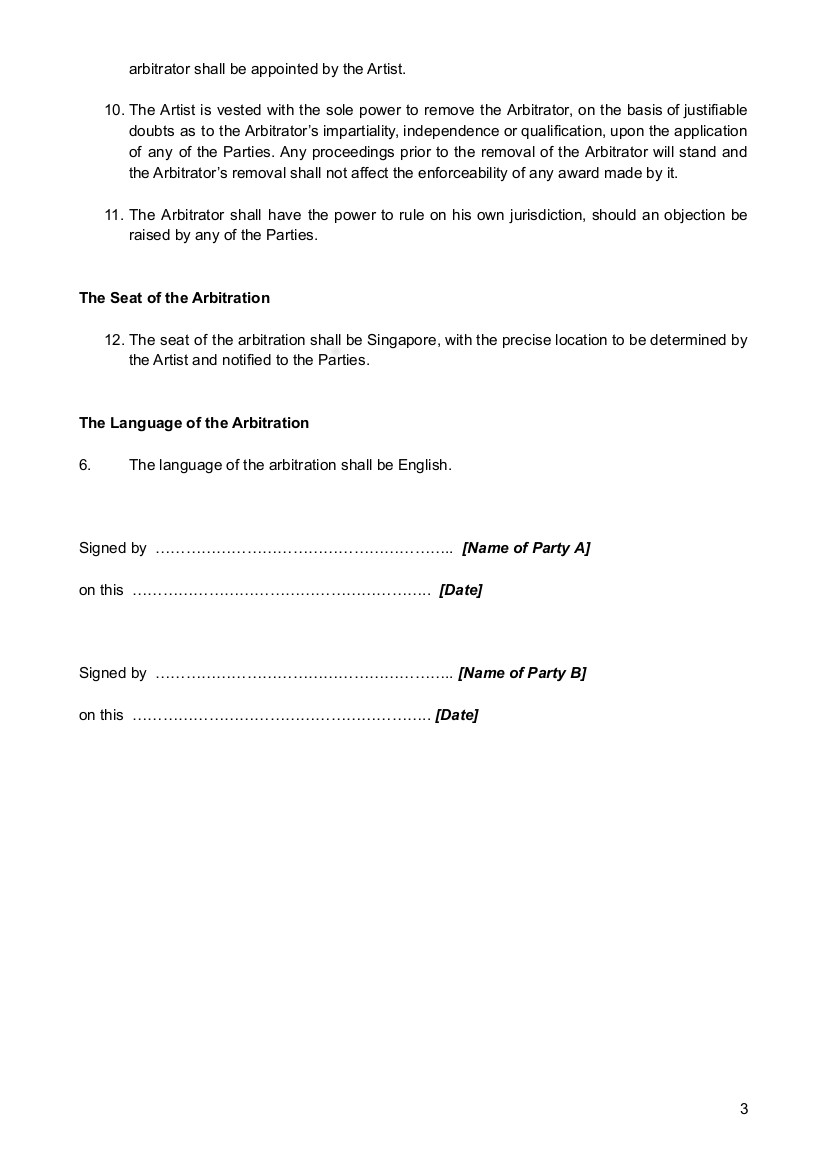 arbitrator shall be appointed by the Artist.
10. The Artist is vested with the sole power to remove the Arbitrator, on the basis of justifiable
doubts as to the Arbitrator’s impartiality, independence or qualification, upon the application
of any of the Parties. Any proceedings prior to the removal of the Arbitrator will stand and
the Arbitrator’s removal shall not affect the enforceability of any award made by it.
11. The Arbitrator shall have the power to rule on his own jurisdiction, should an objection be
raised by any of the Parties.
The Seat of the Arbitration
12. The seat of the arbitration shall be Singapore, with the precise location to be determined by
the Artist and notified to the Parties.
The Language of the Arbitration
6. The language of the arbitration shall be English.
Signed by ………………………………………………….. [Name of Party A]
on this ………………………………………………….. [Date]
Signed by ………………………………………………….. [Name of Party B]
on this ………………………………………………….. [Date]
3